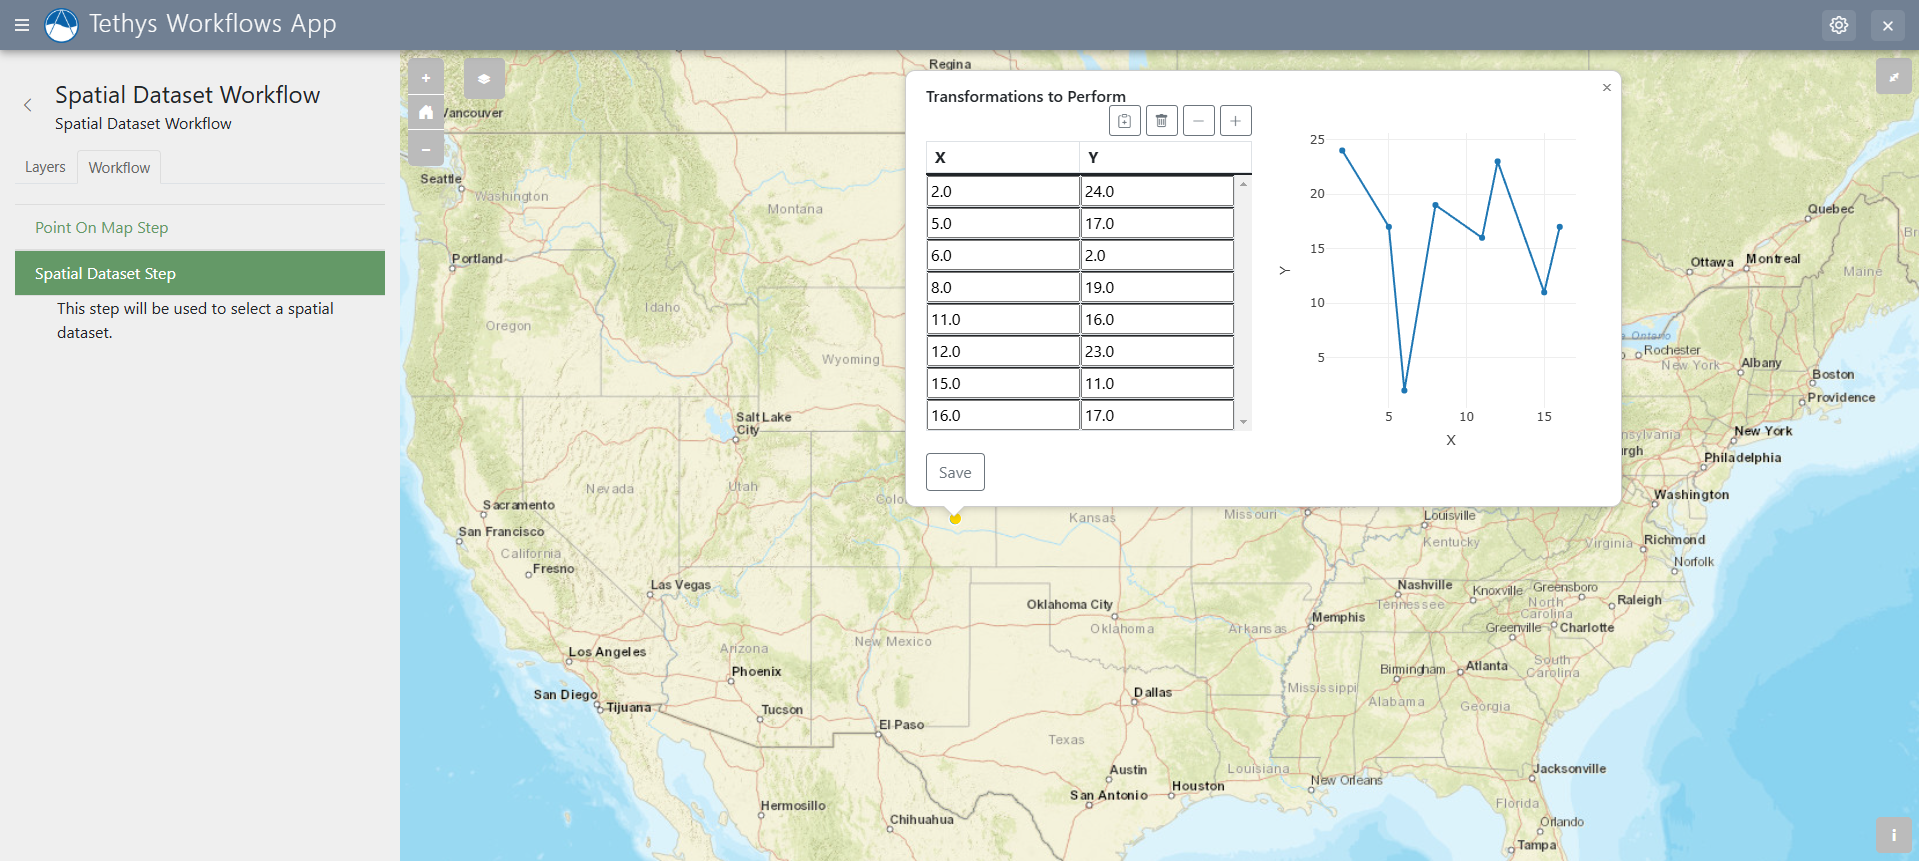 Tethys Workflows App
Spatial Dataset Workflow
Spatial Dataset Workflow
Layers
Workflow
Point On Map Step
Spatial Dataset Step
This step will be used to select a spatial
dataset.
Transformations to Perform
X Y
2.0 24.0
5.0 17.0
6.0 2.0
8.0 19.0
11.0 16.0
12.0 23.0
15.0 11.0
16.0 17.0
Save
25
20
15
10
5
Y
5 10 15
X
Regina
Vancouver
Seattle
Washington
Montana
Portland
Idaho
Oregon
Wyoming
Salt Lake
City
Nevada
Utah
Sacramento
San Francisco
California
Fresno
Las Vegas
Kansas
Missouri
Louisville
Kentucky
Oklahoma City
Oklahoma
Arkansas
Memphis
Nashville
Tennessee
Knoxville
Greensboro
North
Carolina
Raleigh
Greenville
Charlotte
New Mexico
Arizona
Phoenix
Los Angeles
San Diego
Tijuana
Tucson
El Paso
Dallas
Mississippi
Birmingham
Atlanta
South
Carolina
Alabama
Georgia
Texas
Austin
San Antonio
Houston
Louisiana
New Orleans
Jacksonville
Florida
Orlando
Tampa
Hermosillo
Chihuahua
Quebec
Ottawa
Montreal
Maine
Ontario
Rochester
New York
Albany
Boston
Providence
New York
Philadelphia
Washington
Virginia
Richmond
Norfolk